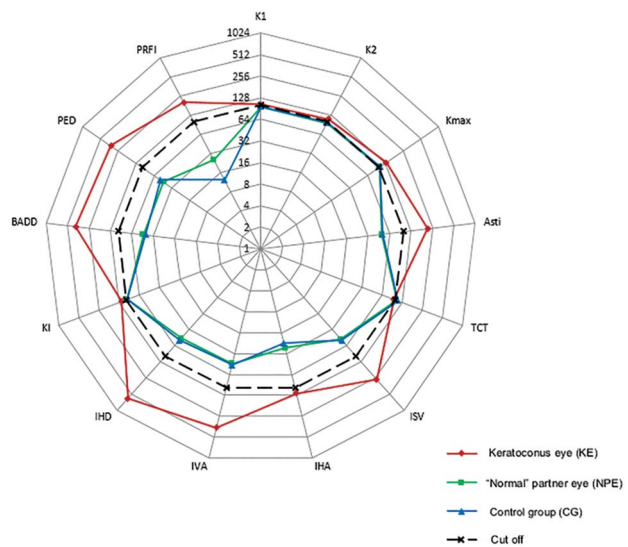 K1
1024
PRFI
K2
512
256
128
PED
Kmax
64
32
16
8
BADD
Asti
4
2
1
KI
TCT
IHD
ISV
IVA
IHA
Keratoconus eye (KE)
"Normal" partner eye (NPE)
Control group (CG)
Cut off